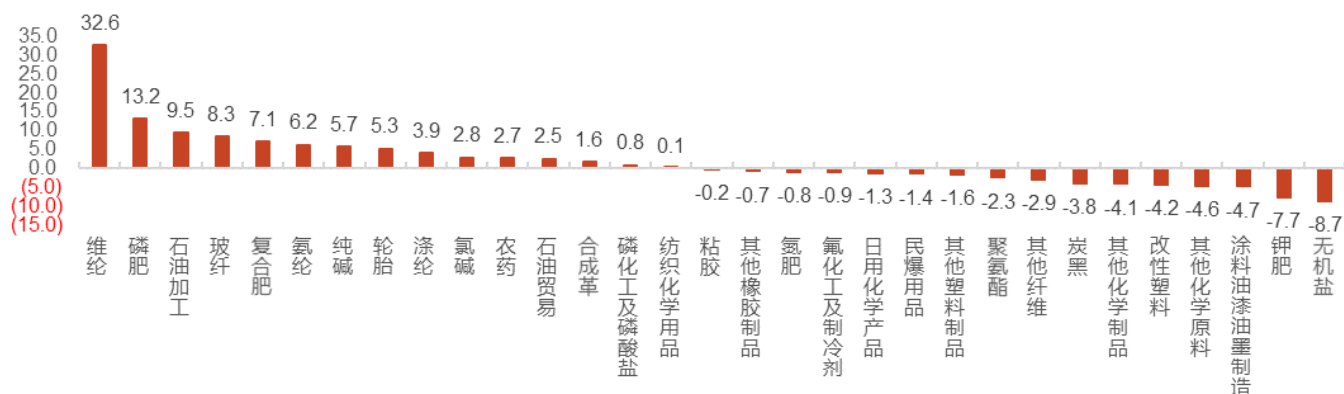 35.0
30.0
25.0
20.0
15.0
10.0
5.0
0.0
(5.0)
(10.0)
(15.0)
32.6
13.2
9.5
8.3
7.1
6.2
5.7
5.3
3.9
2.8
2.7
2.5
1.6
0.8
0.1
-0.2
-0.7
-0.8
-0.9
-1.3
-1.4
-1.6
-2.3
-2.9
-3.8
-4.1
-4.2
-4.6
-4.7
-7.7
-8.7
维纶
磷肥
石油加工
玻纤
复合肥
氨纶
纯碱
轮胎
涤纶
氯碱
农药
石油贸易
合成革
磷化工及磷酸盐
纺织化学用品
粘胶
其他橡胶制品
氮肥
氟化工及制冷剂
日用化学产品
民爆用品
其他塑料制品
聚氨酯
其他纤维
炭黑
其他化学制品
改性塑料
其他化学原料
涂料油漆油墨制造
钾肥
无机盐